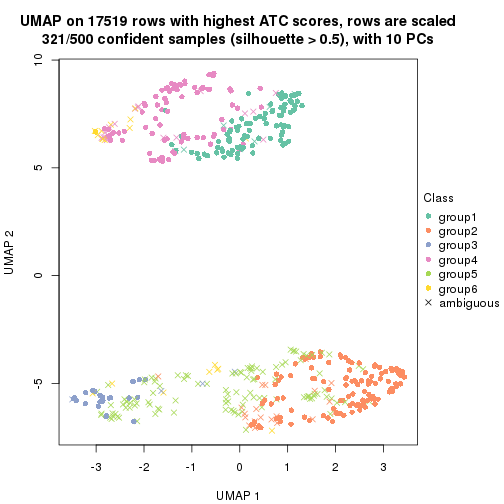 UMAP on 17519 rows with highest ATC scores, rows are scaled
321/500 confident samples (silhouette > 0.5), with 10 PCs
10
5
0
-5
UMAP 2
-3
-2
-1
0
1
2
3
UMAP 1
Class
group1
group2
group3
group4
group5
group6
ambiguous